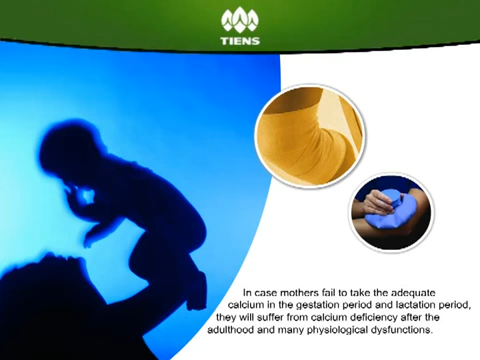 TIENS
In case mothers fail to take the adequate
calcium in the gestation period and lactation period,
they will suffer from calcium deficiency after the
adulthood and many physiological dysfunctions.